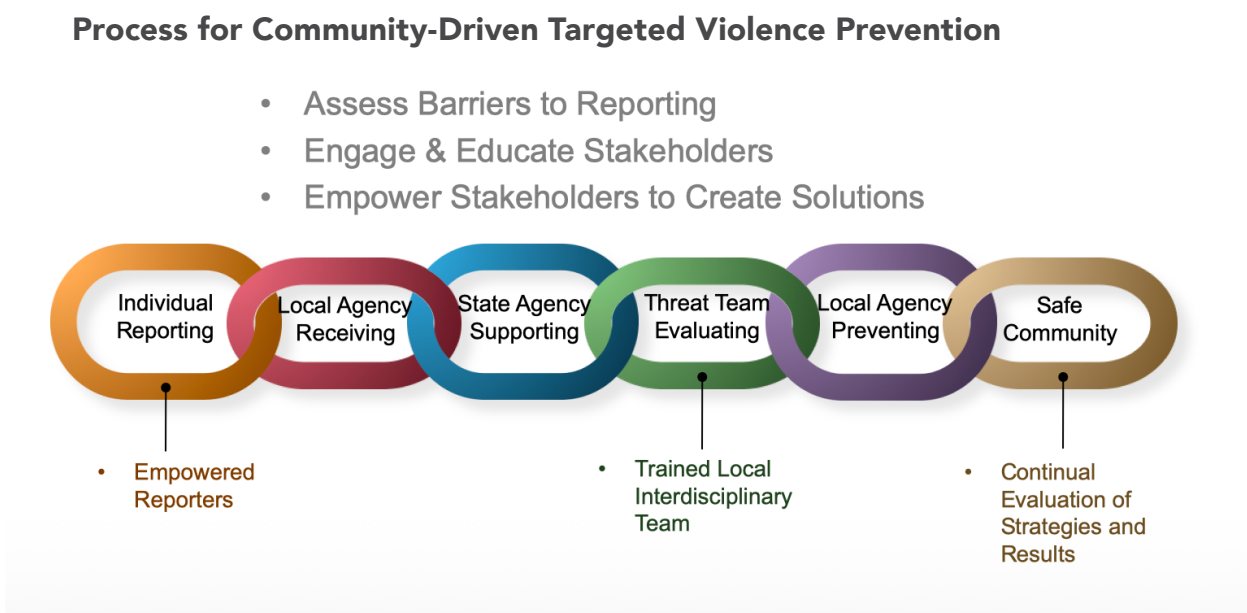 Process for Community-Driven Targeted Violence Prevention
• Assess Barriers to Reporting
• Engage & Educate Stakeholders
• Empower Stakeholders to Create Solutions
Individual
Reporting
Local Agency
Receiving
State Agency
Supporting
Threat Team
Evaluating
Local Agency
Preventing
Safe
Community
• Empowered
Reporters
• Trained Local
Interdisciplinary
Team
• Continual
Evaluation of
Strategies and
Results